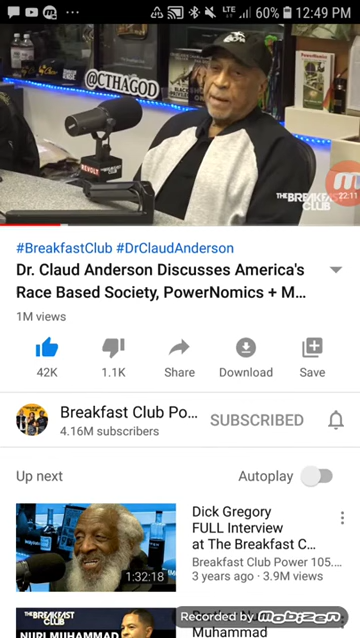 LTE 60% 12:49 PM
@CTHAGOD
PowerNomics
REVOLT
THE BREAKFAST CLUB
22:11
#BreakfastClub #DrClaudAnderson
Dr. Claud Anderson Discusses America's
Race Based Society, PowerNomics + M...
1M views
42K 1.1K Share Download Save
Breakfast Club Po... SUBSCRIBED
4.16M subscribers
Up next Autoplay
Dick Gregory
FULL Interview
at The Breakfast C...
Breakfast Club Power 105....
3 years ago · 3.9M views
1:32:18
THE BREAKFAST CLUB
NURI MUHAMMAD
Muhammad
Recorded by Mobizen